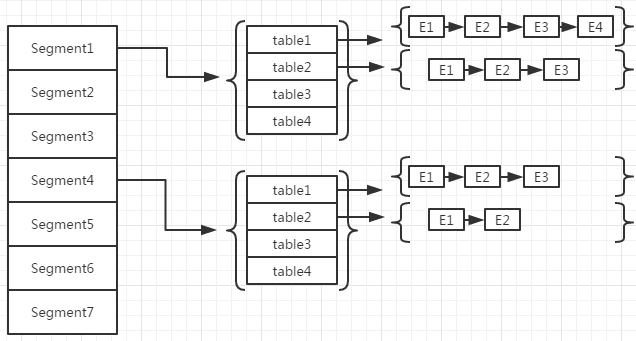 Segment1
Segment2
Segment3
Segment4
Segment5
Segment6
Segment7
table1
table2
table3
table4
E1 E2 E3 E4
E1 E2 E3
table1
table2
table3
table4
E1 E2 E3
E1 E2